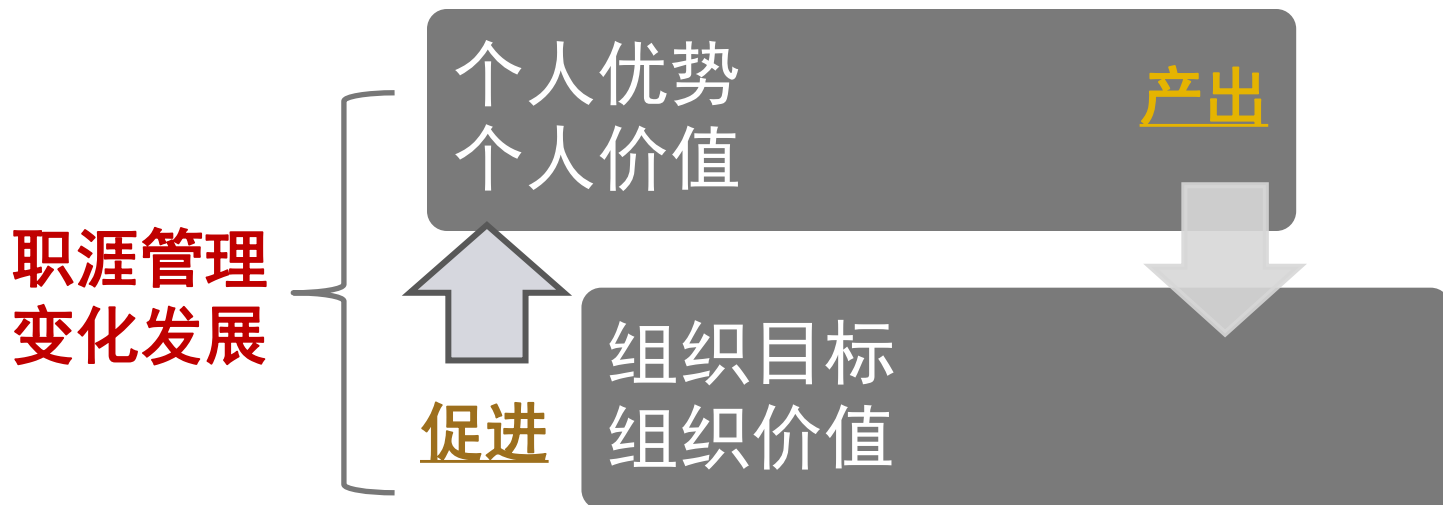 个人优势
个人价值
产出
职涯管理
变化发展
组织目标
组织价值
促进